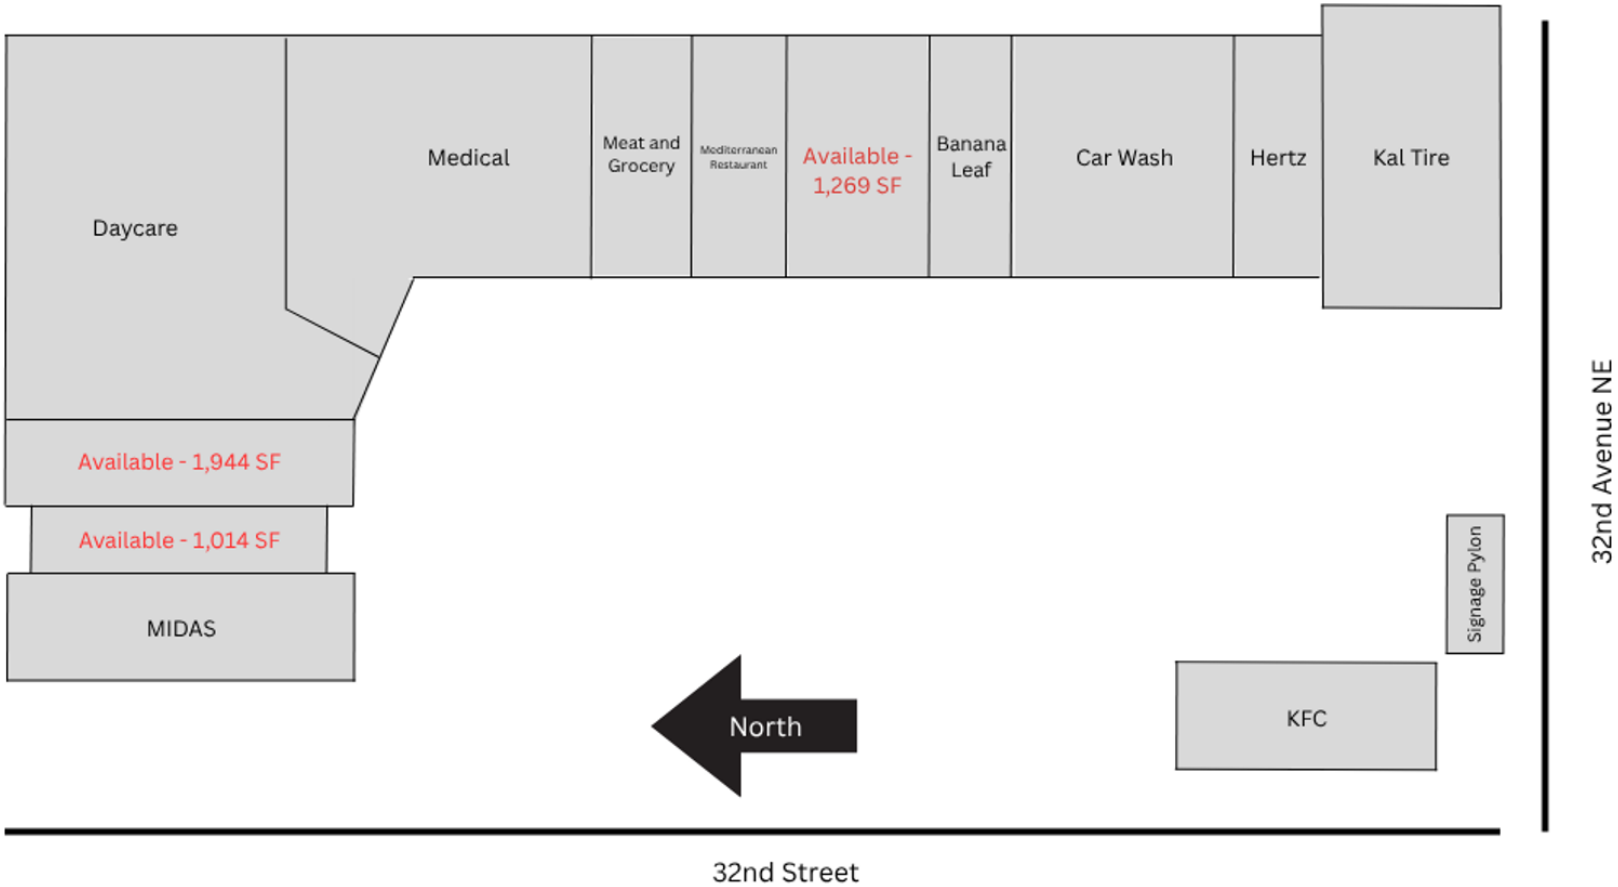 Daycare
Medical
Meat and
Grocery
Mediterranean
Restaurant
Available -
1,269 SF
Banana
Leaf
Car Wash
Hertz
Kal Tire
Available - 1,944 SF
Available - 1,014 SF
MIDAS
North
KFC
Signage Pylon
32nd Avenue NE
32nd Street